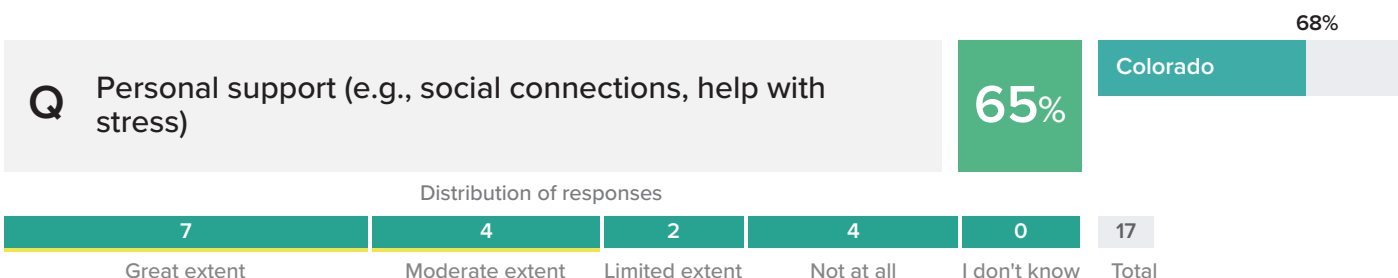 68%
Q
Personal support (e.g., social connections, help with
stress)
65%
Colorado
Distribution of responses
7
4
2
4
0
17
Great extent
Moderate extent
Limited extent
Not at all
I don't know
Total